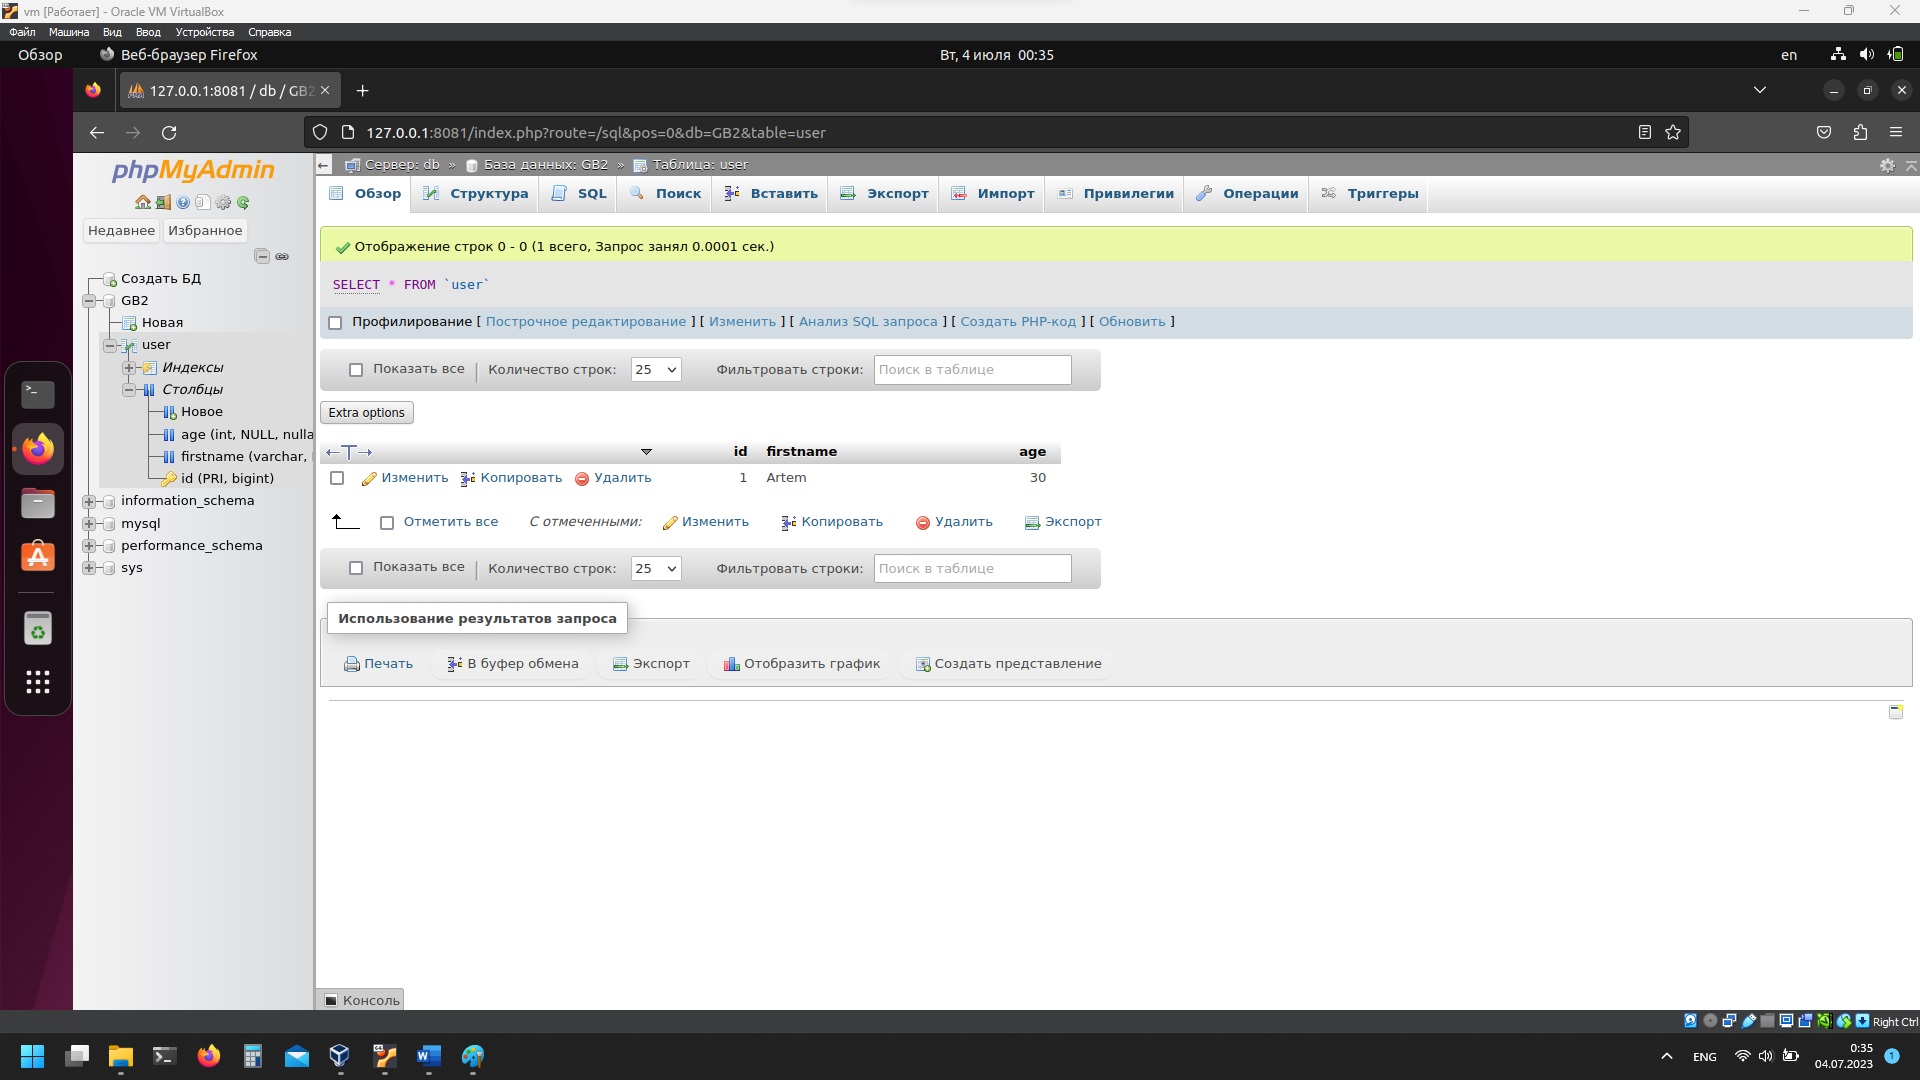 vm [Работает] - Oracle VM VirtualBox
Файл Машина Вид Ввод Устройства Справка
Обзор Веб-браузер Firefox Вт, 4 июля 00:35 en
127.0.0.1:8081 / db / GB2
127.0.0.1:8081/index.php?route=/sql&pos=0&db=GB2&table=user
phpMyAdmin
Недавнее Избранное
Создать БД
GB2
Новая
user
Индексы
Столбцы
Новое
age (int, NULL, nulla
firstname (varchar,
id (PRI, bigint)
information_schema
mysql
performance_schema
sys
Сервер: db » База данных: GB2 » Таблица: user
Обзор Структура SQL Поиск Вставить Экспорт Импорт Привилегии Операции Триггеры
Отображение строк 0 - 0 (1 всего, Запрос занял 0.0001 сек.)
SELECT * FROM `user`
Профилирование [ Построчное редактирование ] [ Изменить ] [ Анализ SQL запроса ] [ Создать PHP-код ] [ Обновить ]
Показать все Количество строк: 25 Фильтровать строки: Поиск в таблице
Extra options
←T→ id firstname age
Изменить Копировать Удалить 1 Artem 30
Отметить все С отмеченными: Изменить Копировать Удалить Экспорт
Показать все Количество строк: 25 Фильтровать строки: Поиск в таблице
Использование результатов запроса
Печать В буфер обмена Экспорт Отобразить график Создать представление
Консоль
Right Ctrl
ENG 0:35
04.07.2023 1